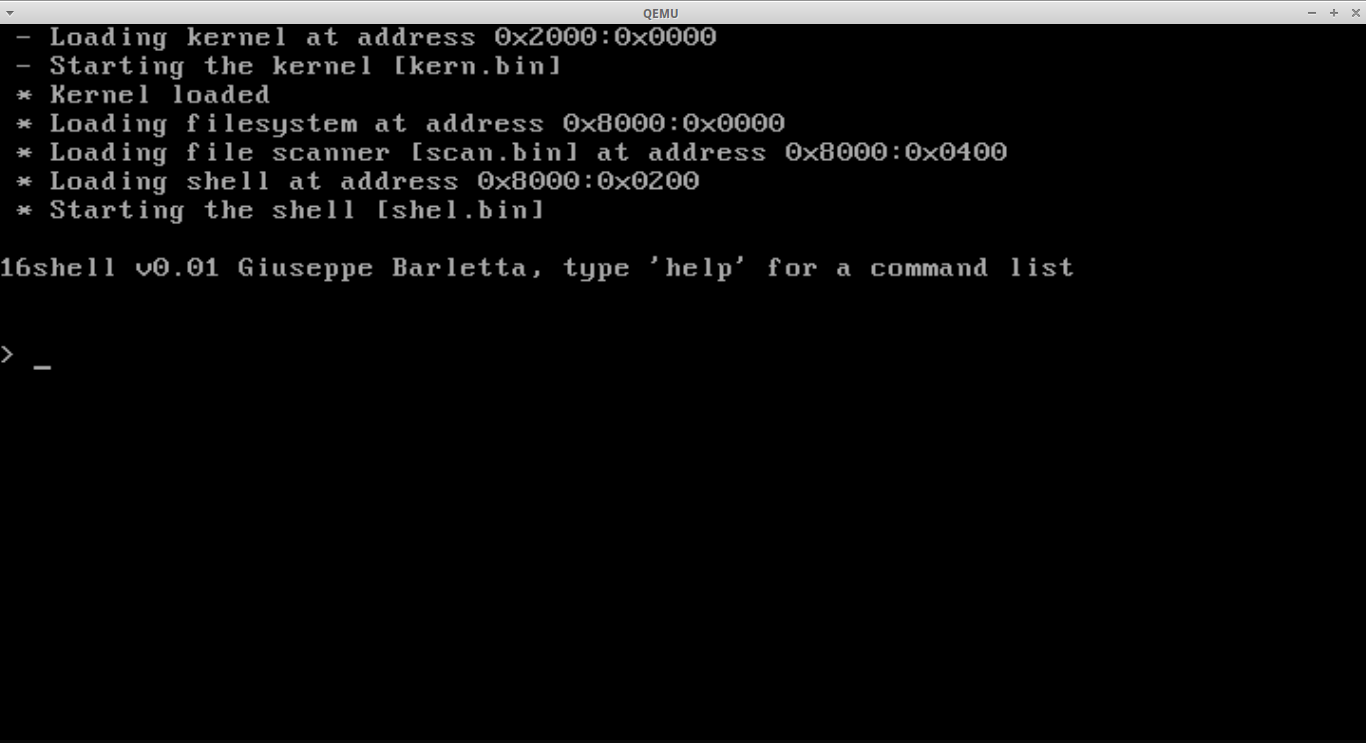 QEMU
- Loading kernel at address 0x2000:0x0000
- Starting the kernel [kern.bin]
* Kernel loaded
* Loading filesystem at address 0x8000:0x0000
* Loading file scanner [scan.bin] at address 0x8000:0x0400
* Loading shell at address 0x8000:0x0200
* Starting the shell [shel.bin]
16shell v0.01 Giuseppe Barletta, type 'help' for a command list
> _